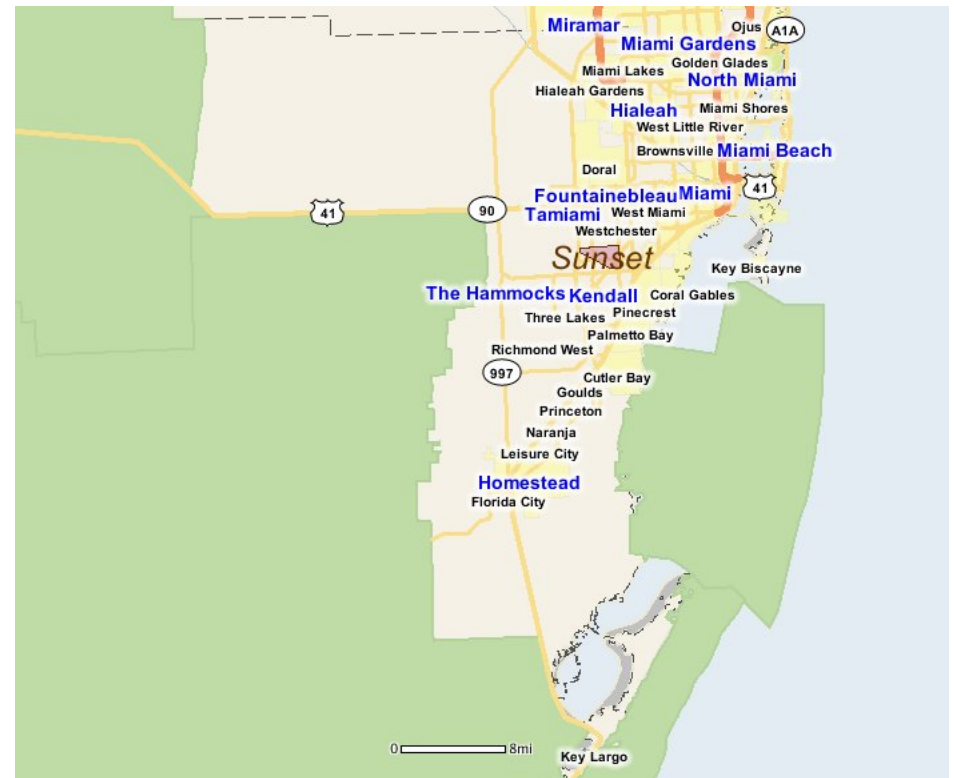 Miramar
Ojus
A1A
Miami Gardens
Golden Glades
Miami Lakes
North Miami
Hialeah Gardens
Hialeah
Miami Shores
West Little River
Brownsville
Miami Beach
Doral
41
Fountainebleau
Miami
41
90
Tamiami
West Miami
Westchester
Sunset
Key Biscayne
The Hammocks
Kendall
Coral Gables
Three Lakes
Pinecrest
Palmetto Bay
Richmond West
997
Cutler Bay
Goulds
Princeton
Naranja
Leisure City
Homestead
Florida City
0
8mi
Key Largo